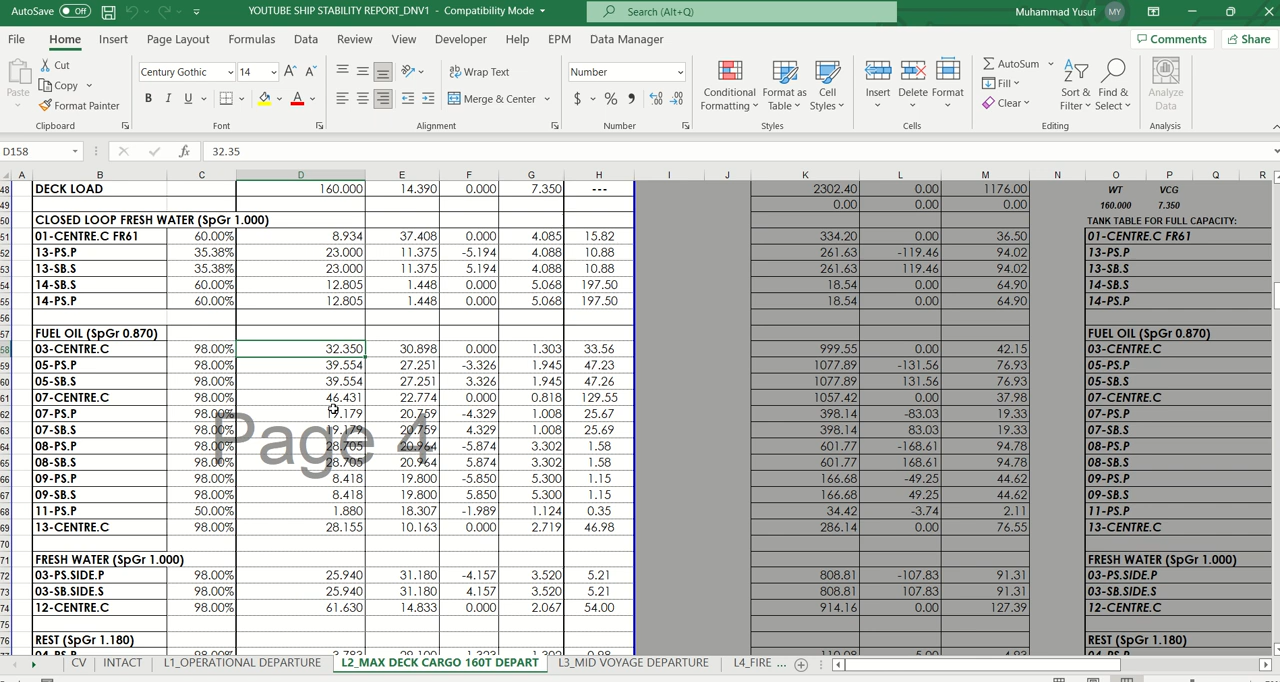 AutoSave Off YOUTUBE SHIP STABILITY REPORT_DNV1 - Compatibility Mode Search (Alt+Q) Muhammad Yusuf MY
File Home Insert Page Layout Formulas Data Review View Developer Help EPM Data Manager Comments Share
Paste Cut Copy Format Painter Century Gothic 14 A A Wrap Text Number Conditional Formatting Format as Table Cell Styles Insert Delete Format AutoSum Fill Clear Sort & Filter Find & Select Analyze Data
B I U A Merge & Center $ % ,
Clipboard Font Alignment Number Styles Cells Editing Analysis
D158 fx 32.35
A B C D E F G H I J K L M N O P Q R
48 DECK LOAD 160.000 14.390 0.000 7.350 --- 2302.40 0.00 1176.00 WT VCG
49 0.00 0.00 0.00 160.000 7.350
50 CLOSED LOOP FRESH WATER (SpGr 1.000) TANK TABLE FOR FULL CAPACITY:
51 01-CENTRE.C FR61 60.00% 8.934 37.408 0.000 4.085 15.82 334.20 0.00 36.50 01-CENTRE.C FR61
52 13-PS.P 35.38% 23.000 11.375 -5.194 4.088 10.88 261.63 -119.46 94.02 13-PS.P
53 13-SB.S 35.38% 23.000 11.375 5.194 4.088 10.88 261.63 119.46 94.02 13-SB.S
54 14-SB.S 60.00% 12.805 1.448 0.000 5.068 197.50 18.54 0.00 64.90 14-SB.S
55 14-PS.P 60.00% 12.805 1.448 0.000 5.068 197.50 18.54 0.00 64.90 14-PS.P
56
57 FUEL OIL (SpGr 0.870) FUEL OIL (SpGr 0.870)
58 03-CENTRE.C 98.00% 32.350 30.898 0.000 1.303 33.56 999.55 0.00 42.15 03-CENTRE.C
59 05-PS.P 98.00% 39.554 27.251 -3.326 1.945 47.23 1077.89 -131.56 76.93 05-PS.P
60 05-SB.S 98.00% 39.554 27.251 3.326 1.945 47.26 1077.89 131.56 76.93 05-SB.S
61 07-CENTRE.C 98.00% 46.431 22.774 0.000 0.818 129.55 1057.42 0.00 37.98 07-CENTRE.C
62 07-PS.P 98.00% 19.179 20.759 -4.329 1.008 25.67 398.14 -83.03 19.33 07-PS.P
63 07-SB.S 98.00% 19.179 20.759 4.329 1.008 25.69 398.14 83.03 19.33 07-SB.S
Page 4
64 08-PS.P 98.00% 28.705 20.964 -5.874 3.302 1.58 601.77 -168.61 94.78 08-PS.P
65 08-SB.S 98.00% 28.705 20.964 5.874 3.302 1.58 601.77 168.61 94.78 08-SB.S
66 09-PS.P 98.00% 8.418 19.800 -5.850 5.300 1.15 166.68 -49.25 44.62 09-PS.P
67 09-SB.S 98.00% 8.418 19.800 5.850 5.300 1.15 166.68 49.25 44.62 09-SB.S
68 11-PS.P 50.00% 1.880 18.307 -1.989 1.124 0.35 34.42 -3.74 2.11 11-PS.P
69 13-CENTRE.C 98.00% 28.155 10.163 0.000 2.719 46.98 286.14 0.00 76.55 13-CENTRE.C
70
71 FRESH WATER (SpGr 1.000) FRESH WATER (SpGr 1.000)
72 03-PS.SIDE.P 98.00% 25.940 31.180 -4.157 3.520 5.21 808.81 -107.83 91.31 03-PS.SIDE.P
73 03-SB.SIDE.S 98.00% 25.940 31.180 4.157 3.520 5.21 808.81 107.83 91.31 03-SB.SIDE.S
74 12-CENTRE.C 98.00% 61.630 14.833 0.000 2.067 54.00 914.16 0.00 127.39 12-CENTRE.C
75
76 REST (SpGr 1.180) REST (SpGr 1.180)
CV INTACT L1_OPERATIONAL DEPARTURE L2_MAX DECK CARGO 160T DEPART L3_MID VOYAGE DEPARTURE L4_FIRE ...